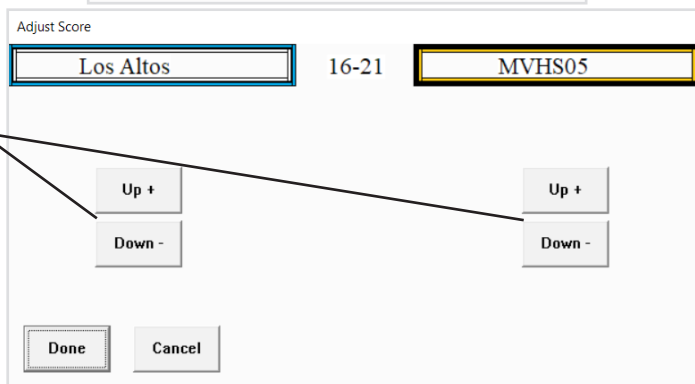 Adjust Score
Los Altos 16-21 MVHS05
Up + Up +
Down - Down -
Done Cancel